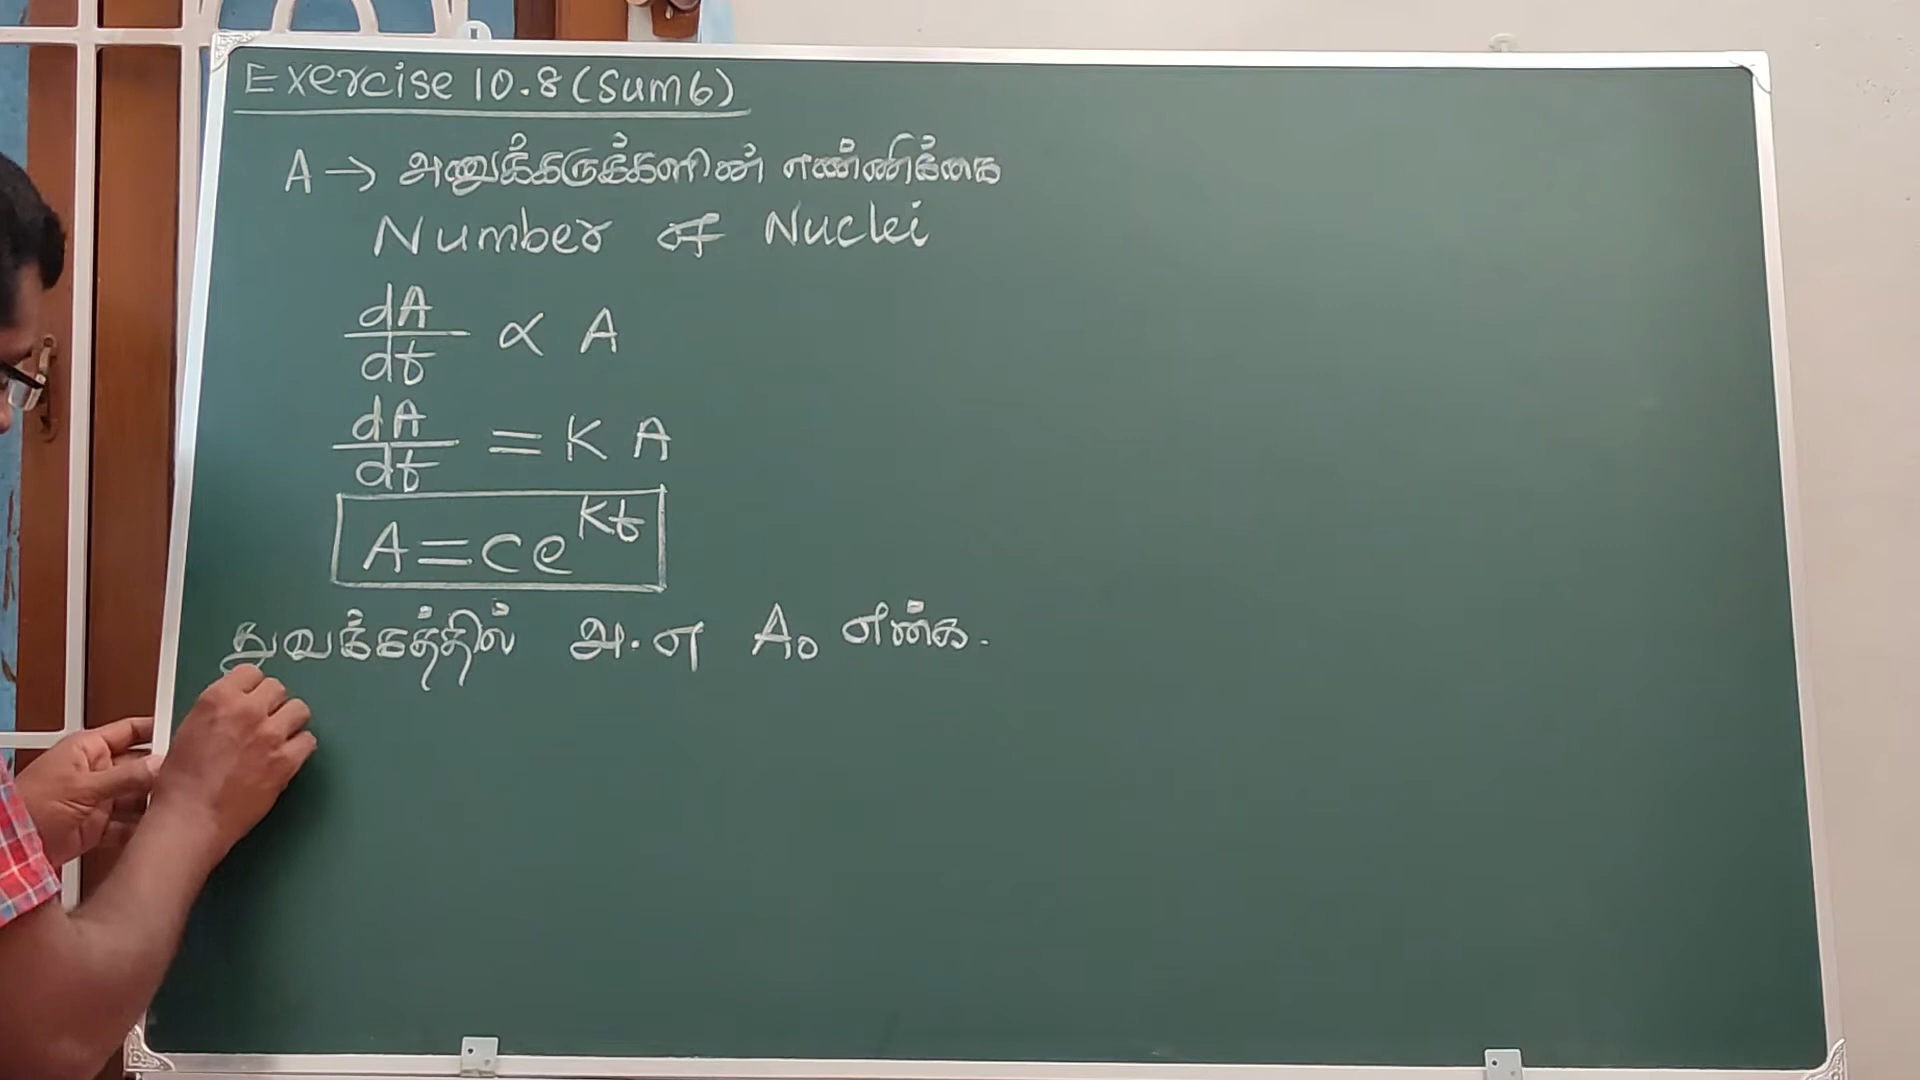 Exercise 10.8 (Sum 6)
A → அணுக்கருக்களின் எண்ணிக்கை
Number of Nuclei
dA/dt ∝ A
dA/dt = K A
A = ce^Kt
துவக்கத்தில் அ.எ A₀ என்க.